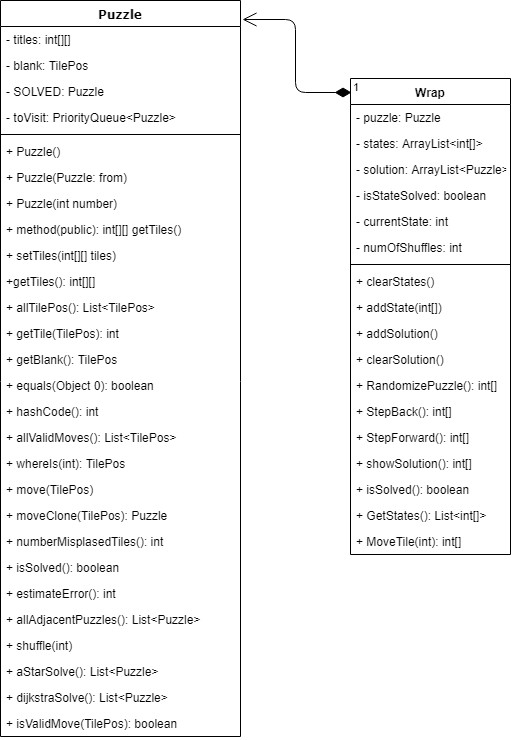 Puzzle
- titles: int[][]
- blank: TilePos
- SOLVED: Puzzle
- toVisit: PriorityQueue<Puzzle>
+ Puzzle()
+ Puzzle(Puzzle: from)
+ Puzzle(int number)
+ method(public): int[][] getTiles()
+ setTiles(int[][] tiles)
+getTiles(): int[][]
+ allTilePos(): List<TilePos>
+ getTile(TilePos): int
+ getBlank(): TilePos
+ equals(Object 0): boolean
+ hashCode(): int
+ allValidMoves(): List<TilePos>
+ whereIs(int): TilePos
+ move(TilePos)
+ moveClone(TilePos): Puzzle
+ numberMisplasedTiles(): int
+ isSolved(): boolean
+ estimateError(): int
+ allAdjacentPuzzles(): List<Puzzle>
+ shuffle(int)
+ aStarSolve(): List<Puzzle>
+ dijkstraSolve(): List<Puzzle>
+ isValidMove(TilePos): boolean
1
Wrap
- puzzle: Puzzle
- states: ArrayList<int[]>
- solution: ArrayList<Puzzle>
- isStateSolved: boolean
- currentState: int
- numOfShuffles: int
+ clearStates()
+ addState(int[])
+ addSolution()
+ clearSolution()
+ RandomizePuzzle(): int[]
+ StepBack(): int[]
+ StepForward(): int[]
+ showSolution(): int[]
+ isSolved(): boolean
+ GetStates(): List<int[]>
+ MoveTile(int): int[]